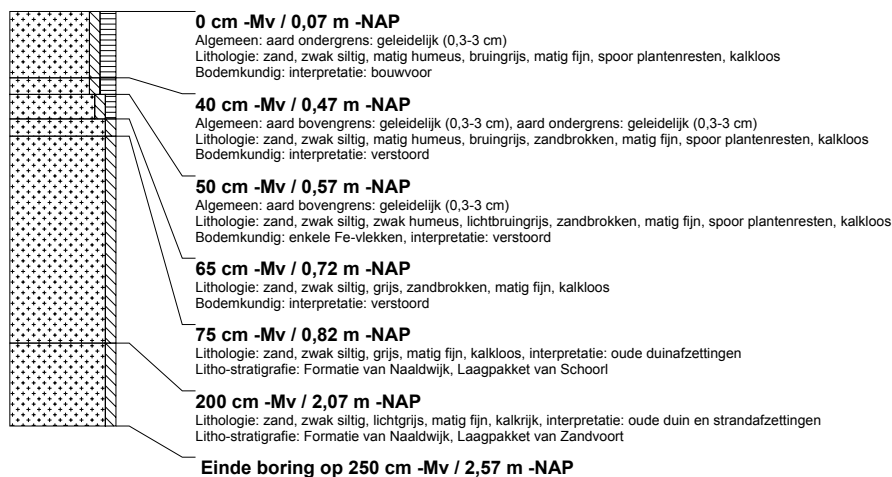 0 cm -Mv / 0,07 m -NAP
Algemeen: aard ondergrens: geleidelijk (0,3-3 cm)
Lithologie: zand, zwak siltig, matig humeus, bruingrijs, matig fijn, spoor plantenresten, kalkloos
Bodemkundig: interpretatie: bouwvoor
40 cm -Mv / 0,47 m -NAP
Algemeen: aard bovengrens: geleidelijk (0,3-3 cm), aard ondergrens: geleidelijk (0,3-3 cm)
Lithologie: zand, zwak siltig, matig humeus, bruingrijs, zandbrokken, matig fijn, spoor plantenresten, kalkloos
Bodemkundig: interpretatie: verstoord
50 cm -Mv / 0,57 m -NAP
Algemeen: aard bovengrens: geleidelijk (0,3-3 cm)
Lithologie: zand, zwak siltig, zwak humeus, lichtbruingrijs, zandbrokken, matig fijn, spoor plantenresten, kalkloos
Bodemkundig: enkele Fe-vlekken, interpretatie: verstoord
65 cm -Mv / 0,72 m -NAP
Lithologie: zand, zwak siltig, grijs, zandbrokken, matig fijn, kalkloos
Bodemkundig: interpretatie: verstoord
75 cm -Mv / 0,82 m -NAP
Lithologie: zand, zwak siltig, grijs, matig fijn, kalkloos, interpretatie: oude duinafzettingen
Litho-stratigrafie: Formatie van Naaldwijk, Laagpakket van Schoorl
200 cm -Mv / 2,07 m -NAP
Lithologie: zand, zwak siltig, lichtgrijs, matig fijn, kalkrijk, interpretatie: oude duin en strandafzettingen
Litho-stratigrafie: Formatie van Naaldwijk, Laagpakket van Zandvoort
Einde boring op 250 cm -Mv / 2,57 m -NAP